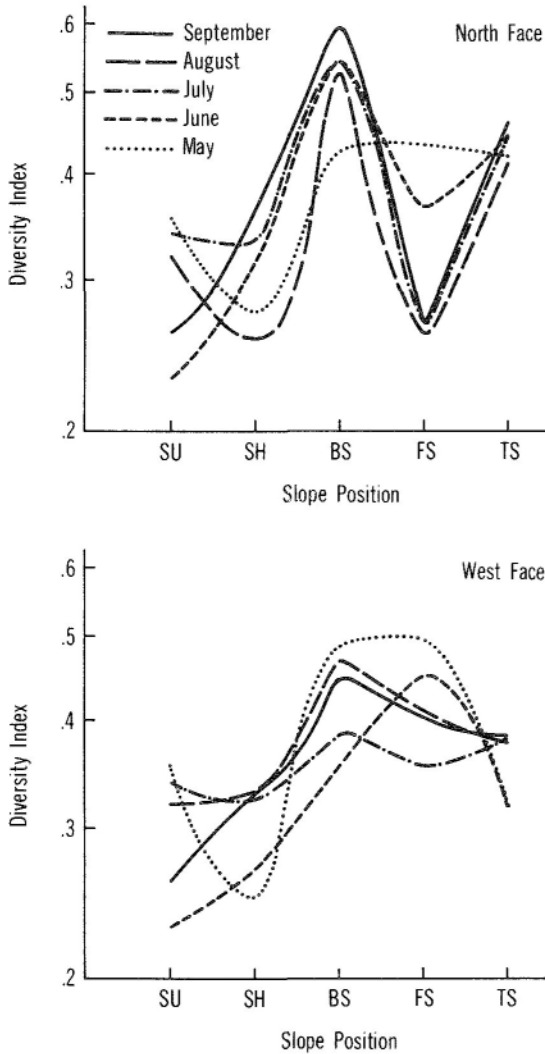 .6
September
North Face
August
.5
July
June
.4
May
Diversity Index
.3
.2
SU SH BS FS TS
Slope Position
.6
West Face
.5
.4
Diversity Index
.3
.2
SU SH BS FS TS
Slope Position